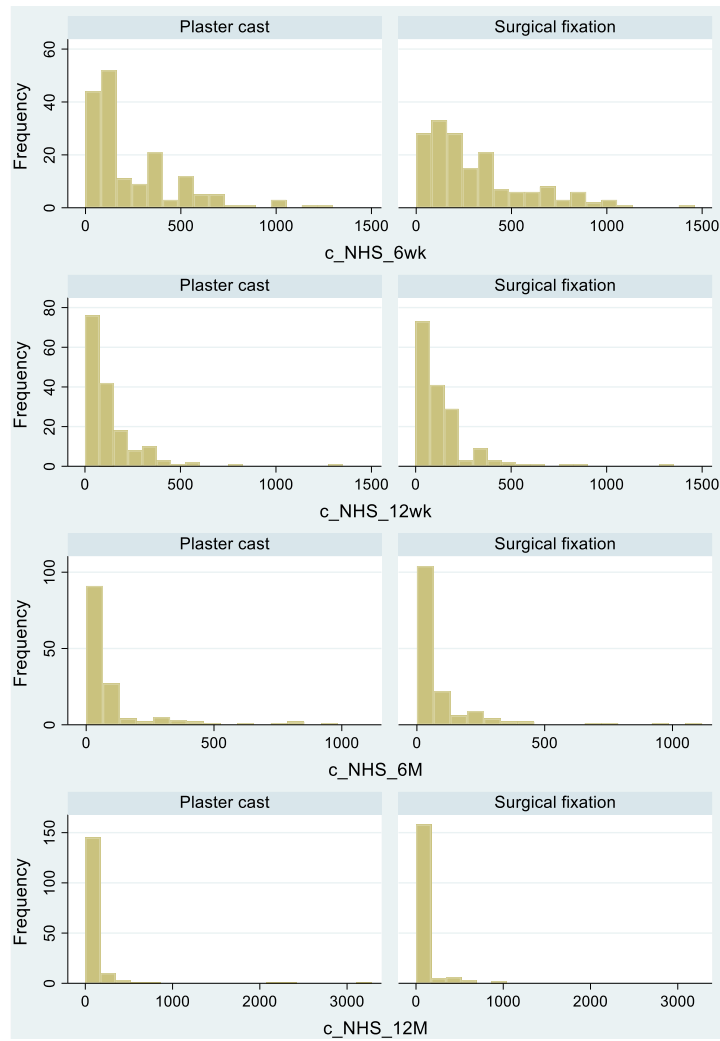 Plaster cast Surgical fixation
Frequency
0 20 40 60
0 500 1000 1500 0 500 1000 1500
c_NHS_6wk
Plaster cast Surgical fixation
Frequency
0 20 40 60 80
0 500 1000 1500 0 500 1000 1500
c_NHS_12wk
Plaster cast Surgical fixation
Frequency
0 50 100
0 500 1000 0 500 1000
c_NHS_6M
Plaster cast Surgical fixation
Frequency
0 50 100 150
0 1000 2000 3000 0 1000 2000 3000
c_NHS_12M